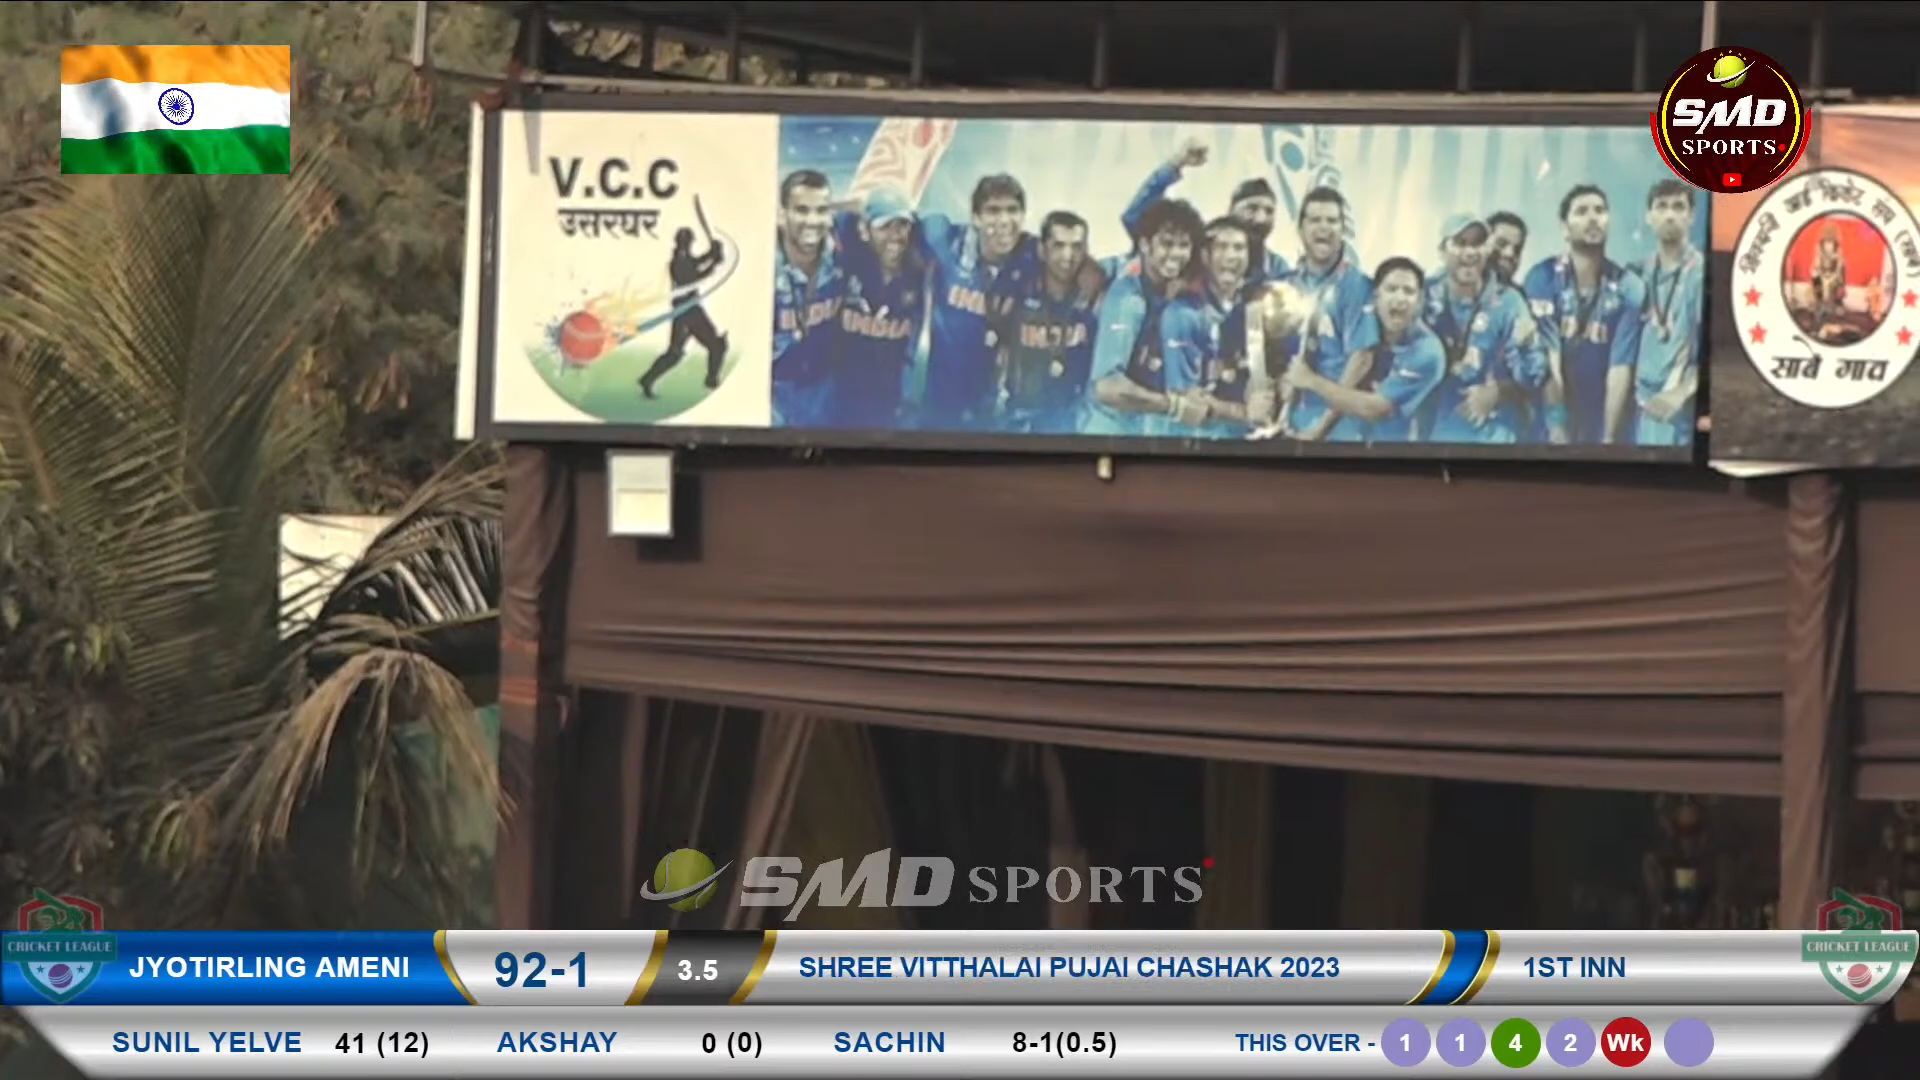 SMD
SPORTS
V.C.C
उसरघर
INDIA
INDIA
साबे गाव
SMD SPORTS
CRICKET LEAGUE
JYOTIRLING AMENI
92-1
3.5
SHREE VITTHALAI PUJAI CHASHAK 2023
1ST INN
CRICKET LEAGUE
SUNIL YELVE 41 (12)
AKSHAY 0 (0)
SACHIN 8-1(0.5)
THIS OVER - 1 1 4 2 Wk